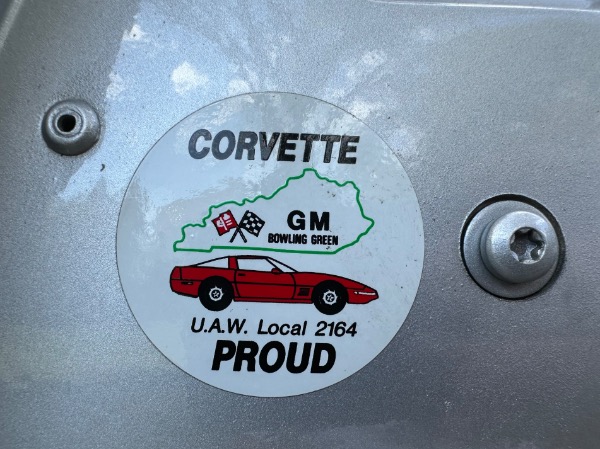 CORVETTE
GM
BOWLING GREEN
U.A.W. Local 2164
PROUD